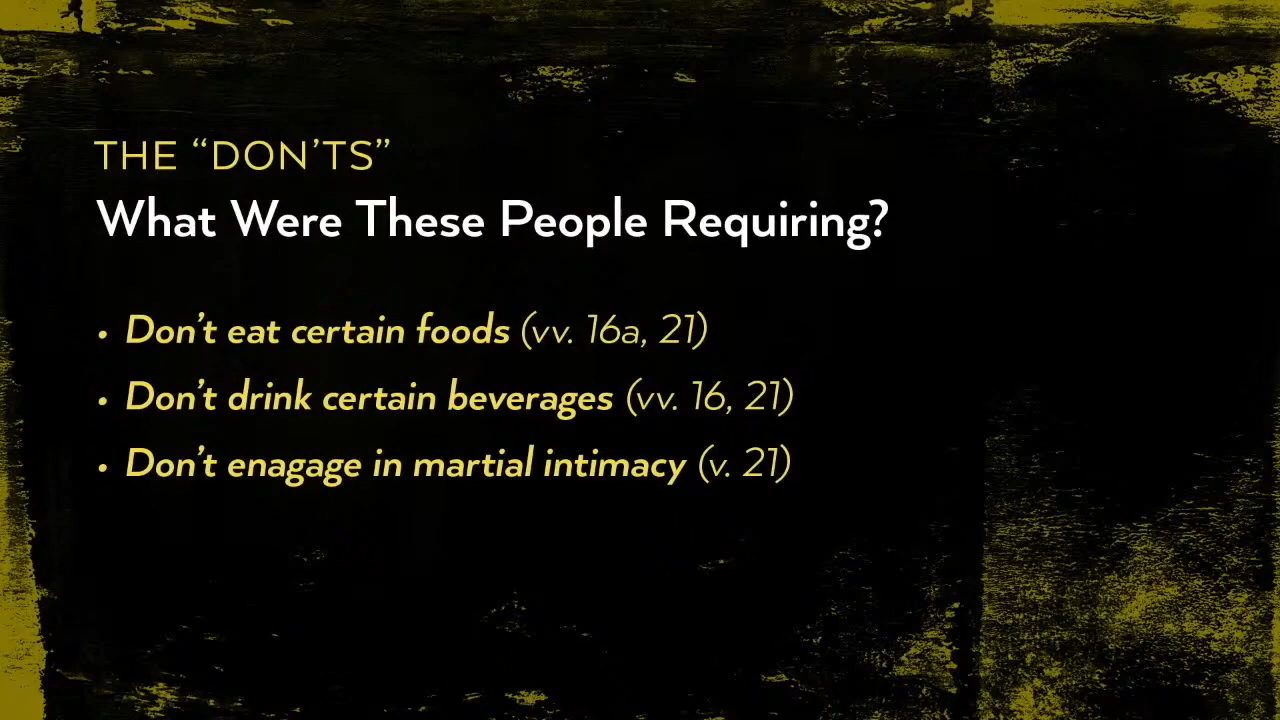 THE “DON’TS”
What Were These People Requiring?
• Don’t eat certain foods (vv. 16a, 21)
• Don’t drink certain beverages (vv. 16, 21)
• Don’t enagage in martial intimacy (v. 21)